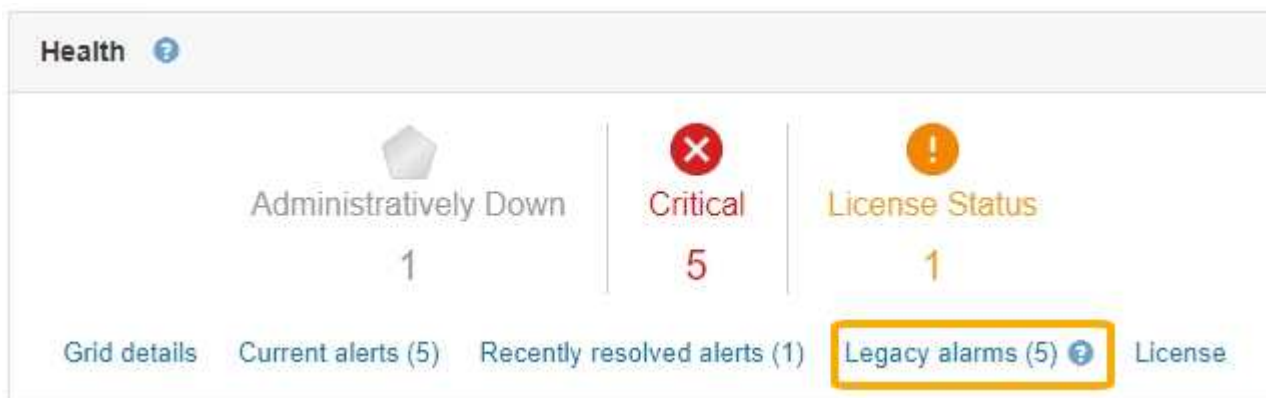 Health
Administratively Down Critical License Status
1 5 1
Grid details Current alerts (5) Recently resolved alerts (1) Legacy alarms (5) License